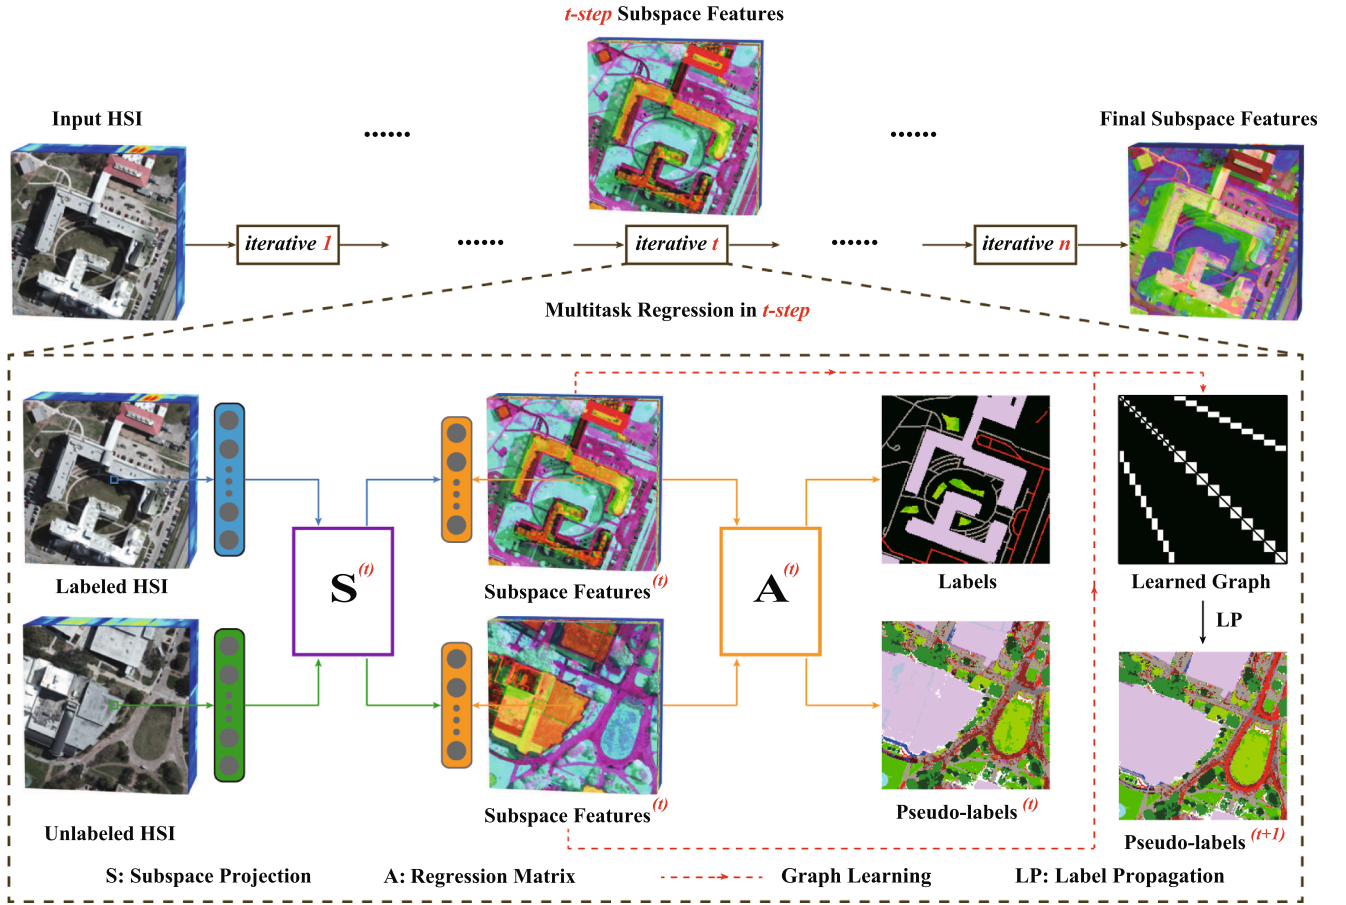 t-step Subspace Features
Input HSI
......
......
Final Subspace Features
iterative 1
......
iterative t
......
iterative n
Multitask Regression in t-step
S(t)
A(t)
Labeled HSI
Subspace Features(t)
Labels
Learned Graph
LP
Unlabeled HSI
Subspace Features(t)
Pseudo-labels(t)
Pseudo-labels(t+1)
S: Subspace Projection
A: Regression Matrix
Graph Learning
LP: Label Propagation